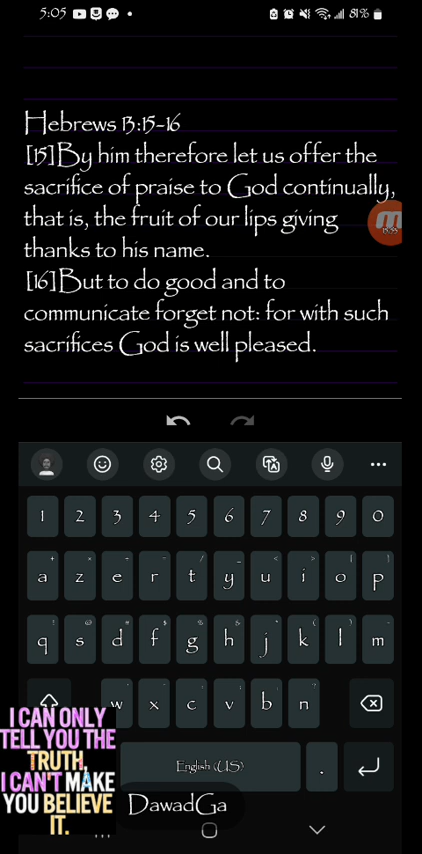 5:05 81%
Hebrews 13:15-16
[15]By him therefore let us offer the
sacrifice of praise to God continually,
that is, the fruit of our lips giving
thanks to his name.
[16]But to do good and to
communicate forget not: for with such
sacrifices God is well pleased.
1 2 3 4 5 6 7 8 9 0
a z e r t y u i o p
q s d f g h j k l m
w x c v b n
English (US) .
I CAN ONLY
TELL YOU THE
TRUTH,
I CAN'T MAKE
YOU BELIEVE
IT.
DawadGa